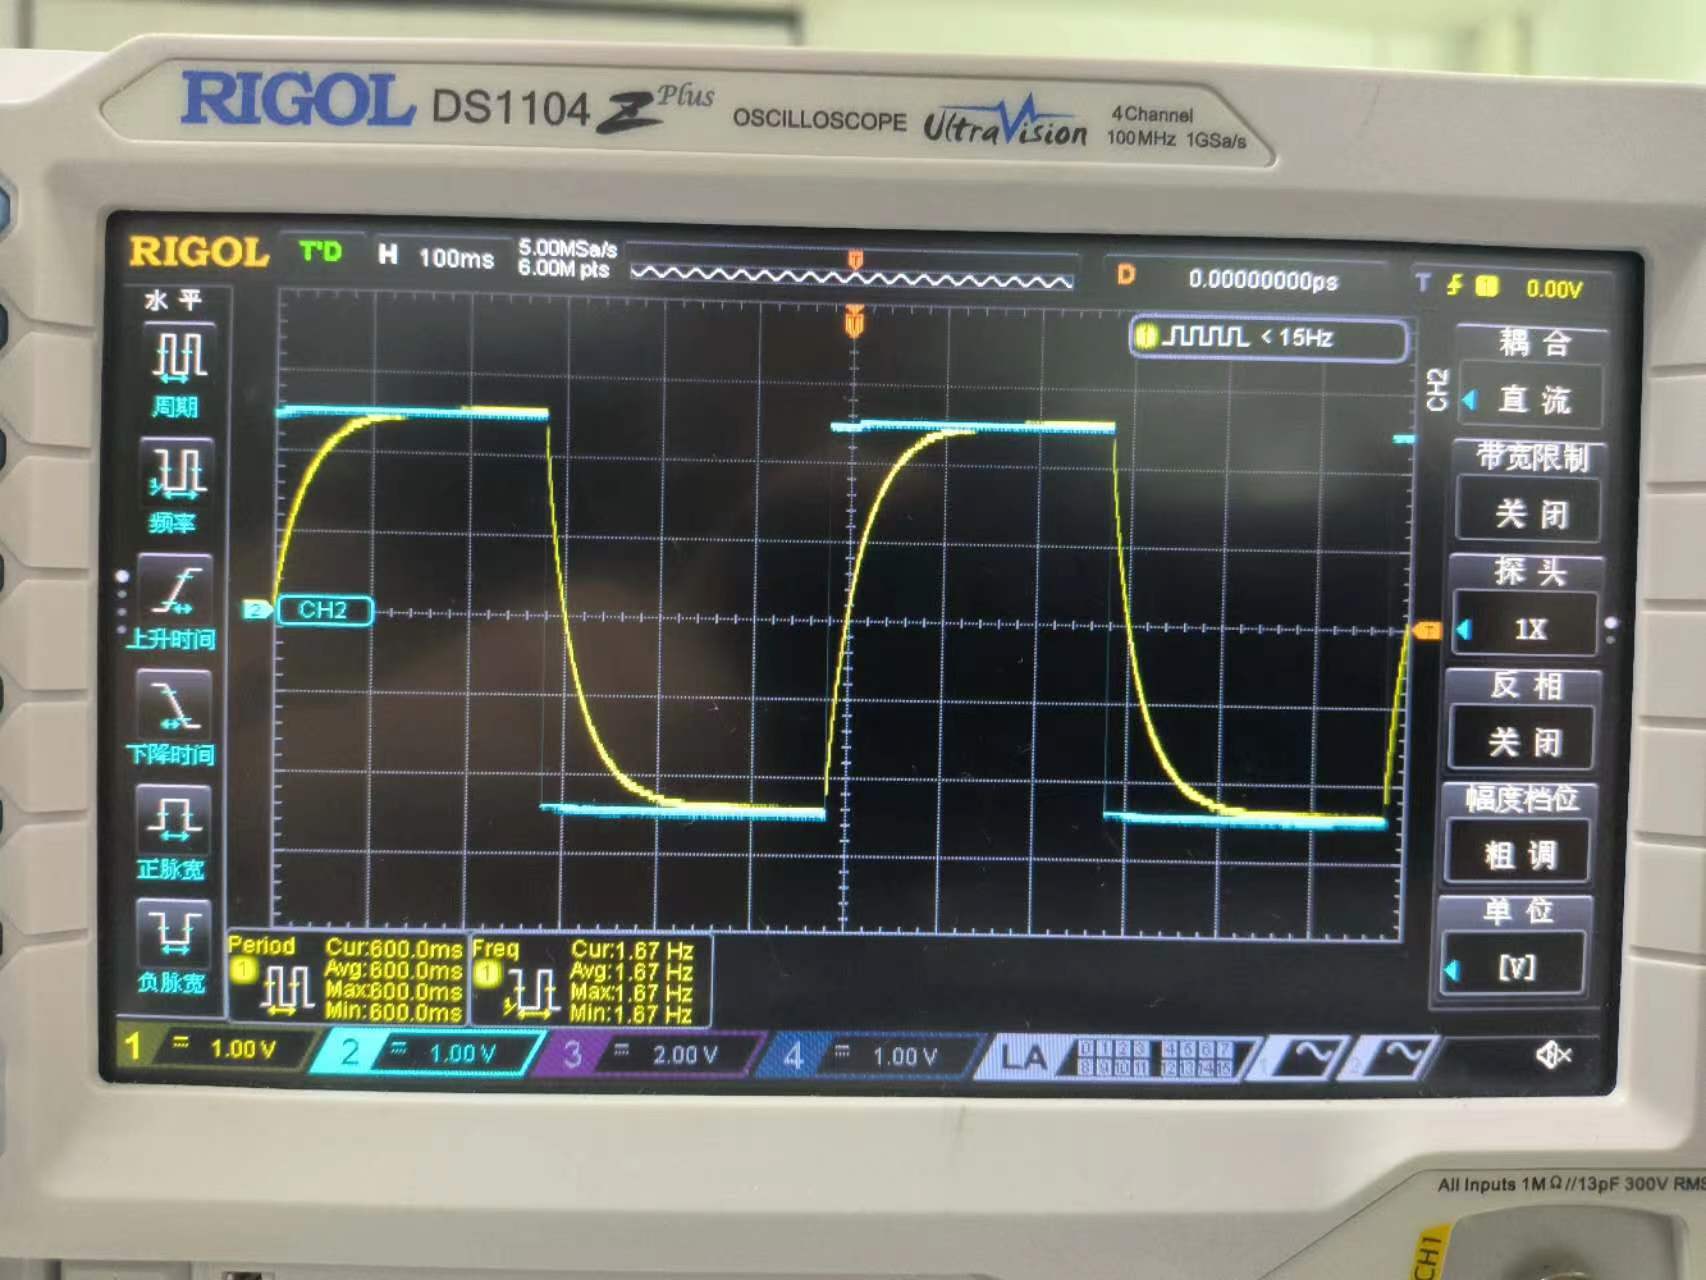 RIGOL DS1104 Z Plus OSCILLOSCOPE UltraVision 4 Channel
100MHz 1GSa/s
RIGOL T'D H 100ms 5.00MSa/s
6.00M pts
T
D 0.00000000ps T 1 0.00V
水平
周期
频率
上升时间
下降时间
正脉宽
负脉宽
T
1 < 15Hz
2 CH2
T
CH2
耦合
直流
带宽限制
关闭
探头
1X
反相
关闭
幅度档位
粗调
单位
[V]
Period Cur:600.0ms
1 Avg:600.0ms
Max:600.0ms
Min:600.0ms
Freq Cur:1.67 Hz
1 Avg:1.67 Hz
Max:1.67 Hz
Min:1.67 Hz
1 1.00 V 2 1.00 V 3 2.00 V 4 1.00 V LA 0 1 2 3 4 5 6 7
8 9 10 11 12 13 14 15
All Inputs 1MΩ//13pF 300V RMS
CH1